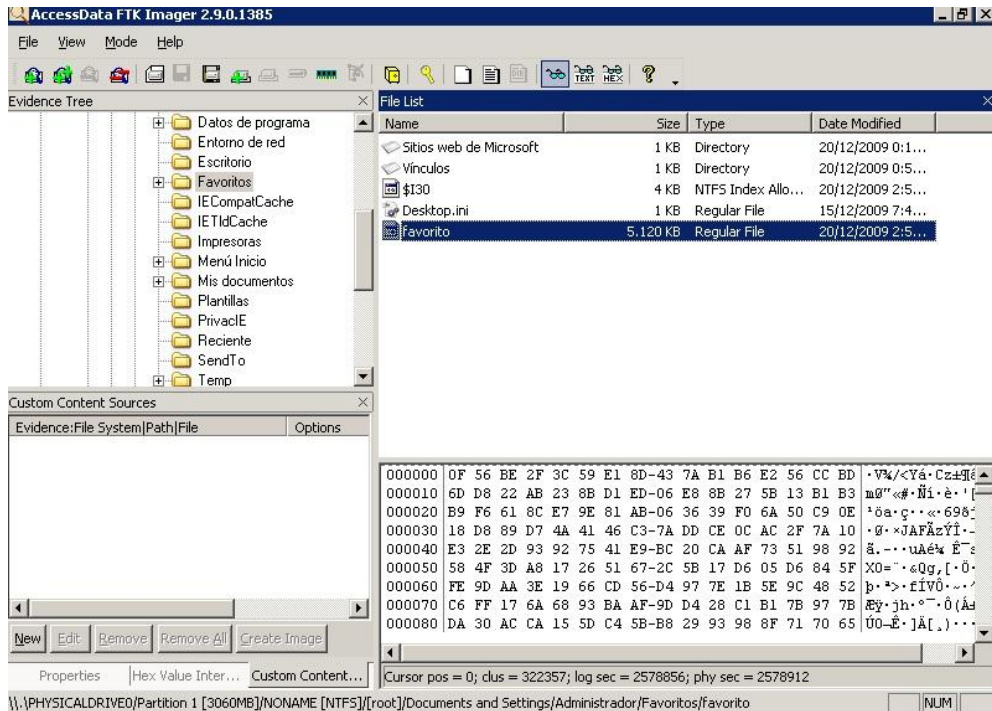 AccessData FTK Imager 2.9.0.1385
File View Mode Help
TEXT HEX
Evidence Tree
Datos de programa
Entorno de red
Escritorio
Favoritos
IECompatCache
IETldCache
Impresoras
Menú Inicio
Mis documentos
Plantillas
PrivacIE
Reciente
SendTo
Temp
Custom Content Sources
Evidence:File System|Path|File Options
New Edit Remove Remove All Create Image
Properties Hex Value Inter... Custom Content...
File List
Name Size Type Date Modified
Sitios web de Microsoft 1 KB Directory 20/12/2009 0:1...
Vínculos 1 KB Directory 20/12/2009 0:5...
$I30 4 KB NTFS Index Allo... 20/12/2009 2:5...
Desktop.ini 1 KB Regular File 15/12/2009 7:4...
favorito 5.120 KB Regular File 20/12/2009 2:5...
000000 0F 56 BE 2F 3C 59 E1 8D-43 7A B1 B6 E2 56 CC BD
000010 6D D8 22 AB 23 8B D1 ED-06 E8 8B 27 5B 13 B1 B3
000020 B9 F6 61 8C E7 9E 81 AB-06 36 39 F0 6A 50 C9 0E
000030 18 D8 89 D7 4A 41 46 C3-7A DD CE 0C AC 2F 7A 10
000040 E3 2E 2D 93 92 75 41 E9-BC 20 CA AF 73 51 98 92
000050 58 4F 3D A8 17 26 51 67-2C 5B 17 D6 05 D6 84 5F
000060 FE 9D AA 3E 19 66 CD 56-D4 97 7E 1B 5E 9C 48 52
000070 C6 FF 17 6A 68 93 BA AF-9D D4 28 C1 B1 7B 97 7B
000080 DA 30 AC CA 15 5D C4 5B-B8 29 93 98 8F 71 70 65
Cursor pos = 0; clus = 322357; log sec = 2578856; phy sec = 2578912
\\.\PHYSICALDRIVE0/Partition 1 [3060MB]/NONAME [NTFS]/[root]/Documents and Settings/Administrador/Favoritos/favorito NUM